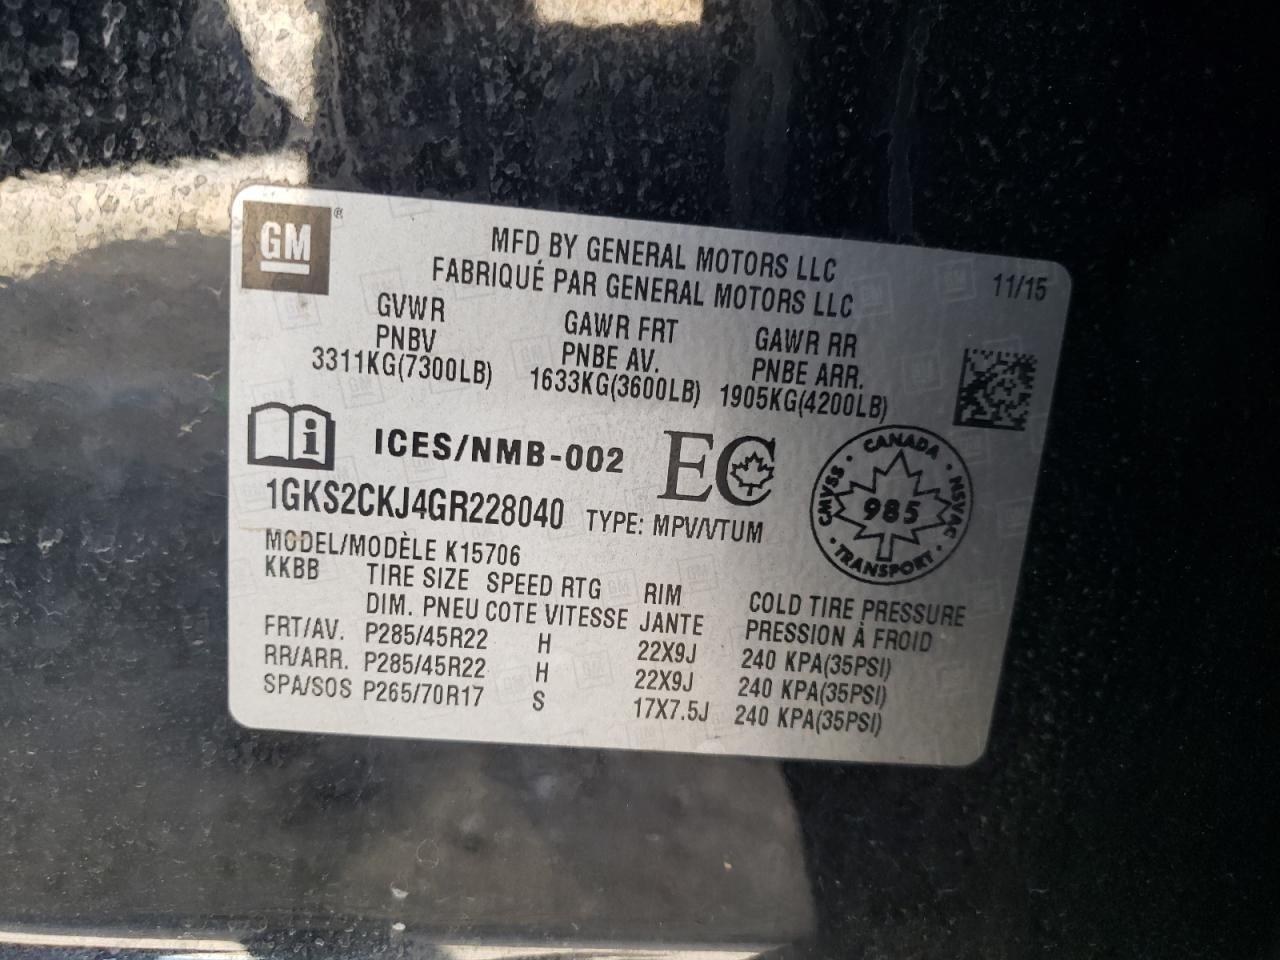 GM ®
MFD BY GENERAL MOTORS LLC
FABRIQUÉ PAR GENERAL MOTORS LLC
11/15
GVWR GAWR FRT GAWR RR
PNBV PNBE AV. PNBE ARR.
3311KG(7300LB) 1633KG(3600LB) 1905KG(4200LB)
i ICES/NMB-002 EC
CANADA
CMVSS 985 NSVAC
TRANSPORT
1GKS2CKJ4GR228040 TYPE: MPV/VTUM
MODEL/MODÈLE K15706
KKBB TIRE SIZE SPEED RTG RIM COLD TIRE PRESSURE
DIM. PNEU COTE VITESSE JANTE PRESSION À FROID
FRT/AV. P285/45R22 H 22X9J 240 KPA(35PSI)
RR/ARR. P285/45R22 H 22X9J 240 KPA(35PSI)
SPA/SOS P265/70R17 S 17X7.5J 240 KPA(35PSI)